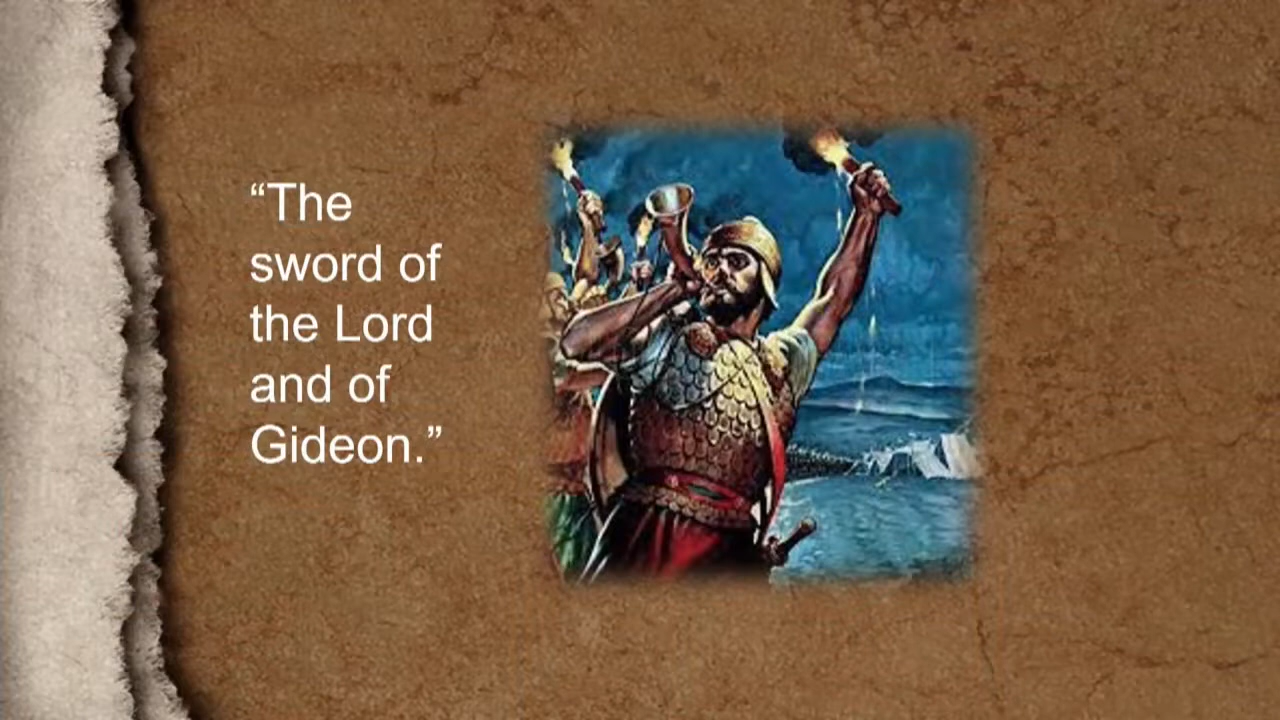 “The
sword of
the Lord
and of
Gideon.”